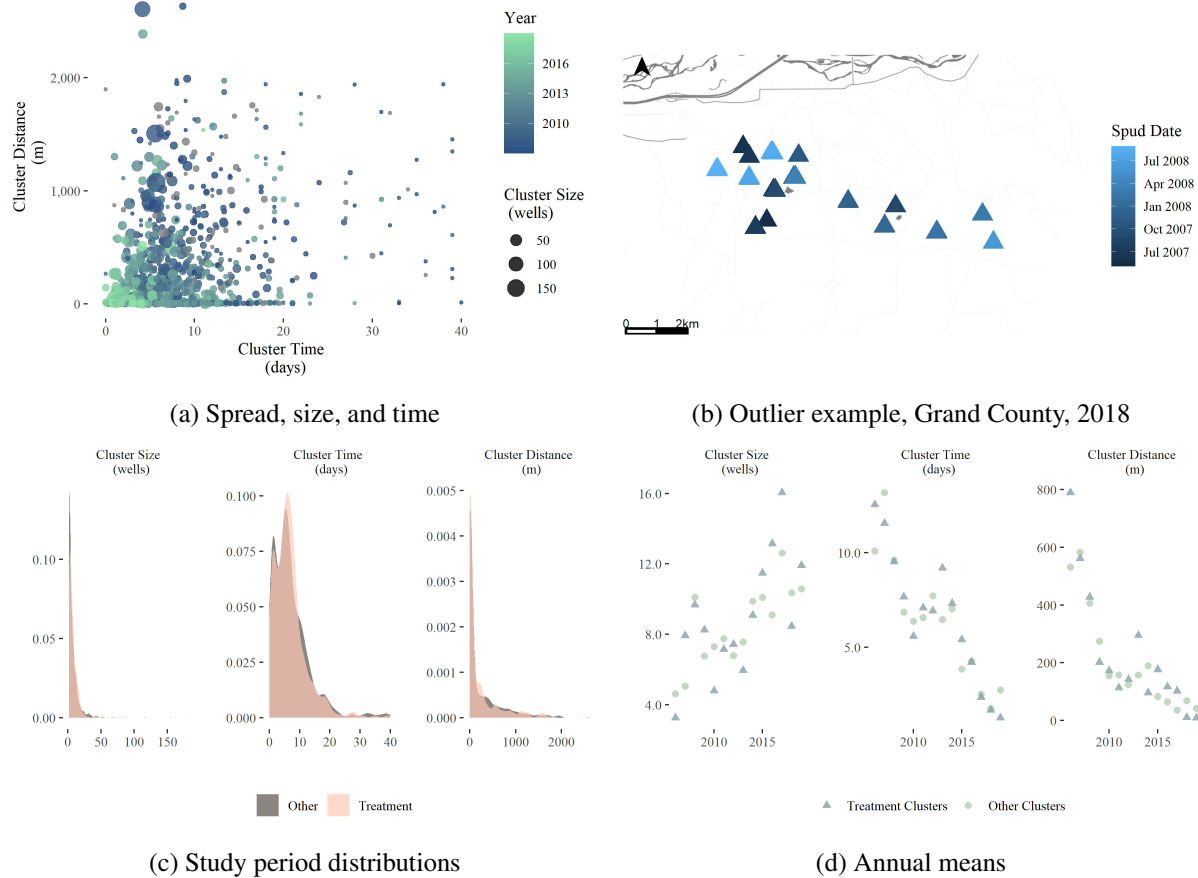 2,000
1,000
0
Cluster Distance
(m)
0
10
20
30
40
Cluster Time
(days)
Year
2016
2013
2010
Cluster Size
(wells)
50
100
150
(a) Spread, size, and time
0 1 2km
Spud Date
Jul 2008
Apr 2008
Jan 2008
Oct 2007
Jul 2007
(b) Outlier example, Grand County, 2018
Cluster Size
(wells)
0.10
0.05
0.00
0 50 100 150
Cluster Time
(days)
0.100
0.075
0.050
0.025
0.000
0 10 20 30 40
Cluster Distance
(m)
0.005
0.004
0.003
0.002
0.001
0.000
0 1000 2000
Other Treatment
(c) Study period distributions
Cluster Size
(wells)
16.0
12.0
8.0
4.0
2010 2015
Cluster Time
(days)
10.0
5.0
2010 2015
Cluster Distance
(m)
800
600
400
200
0
2010 2015
Treatment Clusters Other Clusters
(d) Annual means